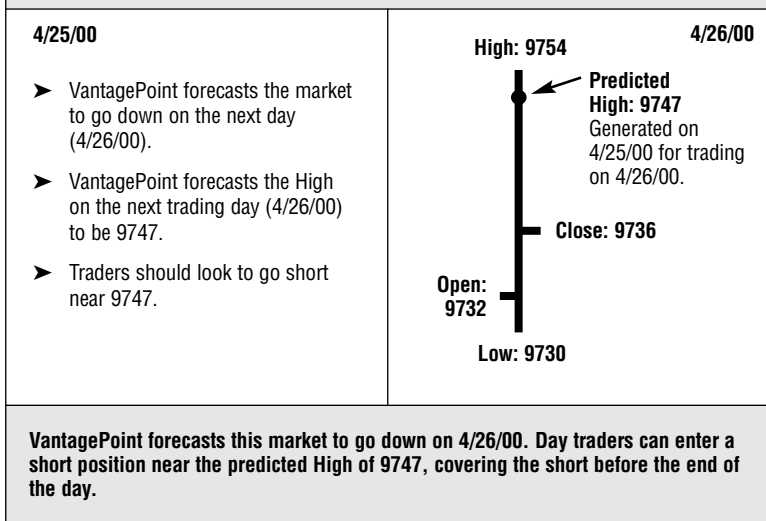 4/25/00
➤ VantagePoint forecasts the market
to go down on the next day
(4/26/00).
➤ VantagePoint forecasts the High
on the next trading day (4/26/00)
to be 9747.
➤ Traders should look to go short
near 9747.
4/26/00
High: 9754
Predicted
High: 9747
Generated on
4/25/00 for trading
on 4/26/00.
Close: 9736
Open:
9732
Low: 9730
VantagePoint forecasts this market to go down on 4/26/00. Day traders can enter a
short position near the predicted High of 9747, covering the short before the end of
the day.